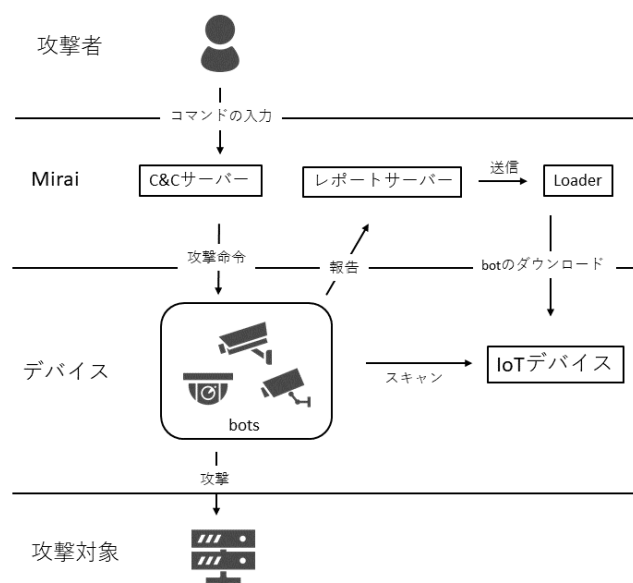 攻撃者
コマンドの入力
Mirai
C&Cサーバー
レポートサーバー
送信
Loader
攻撃命令
報告
botのダウンロード
デバイス
bots
スキャン
IoTデバイス
攻撃
攻撃対象